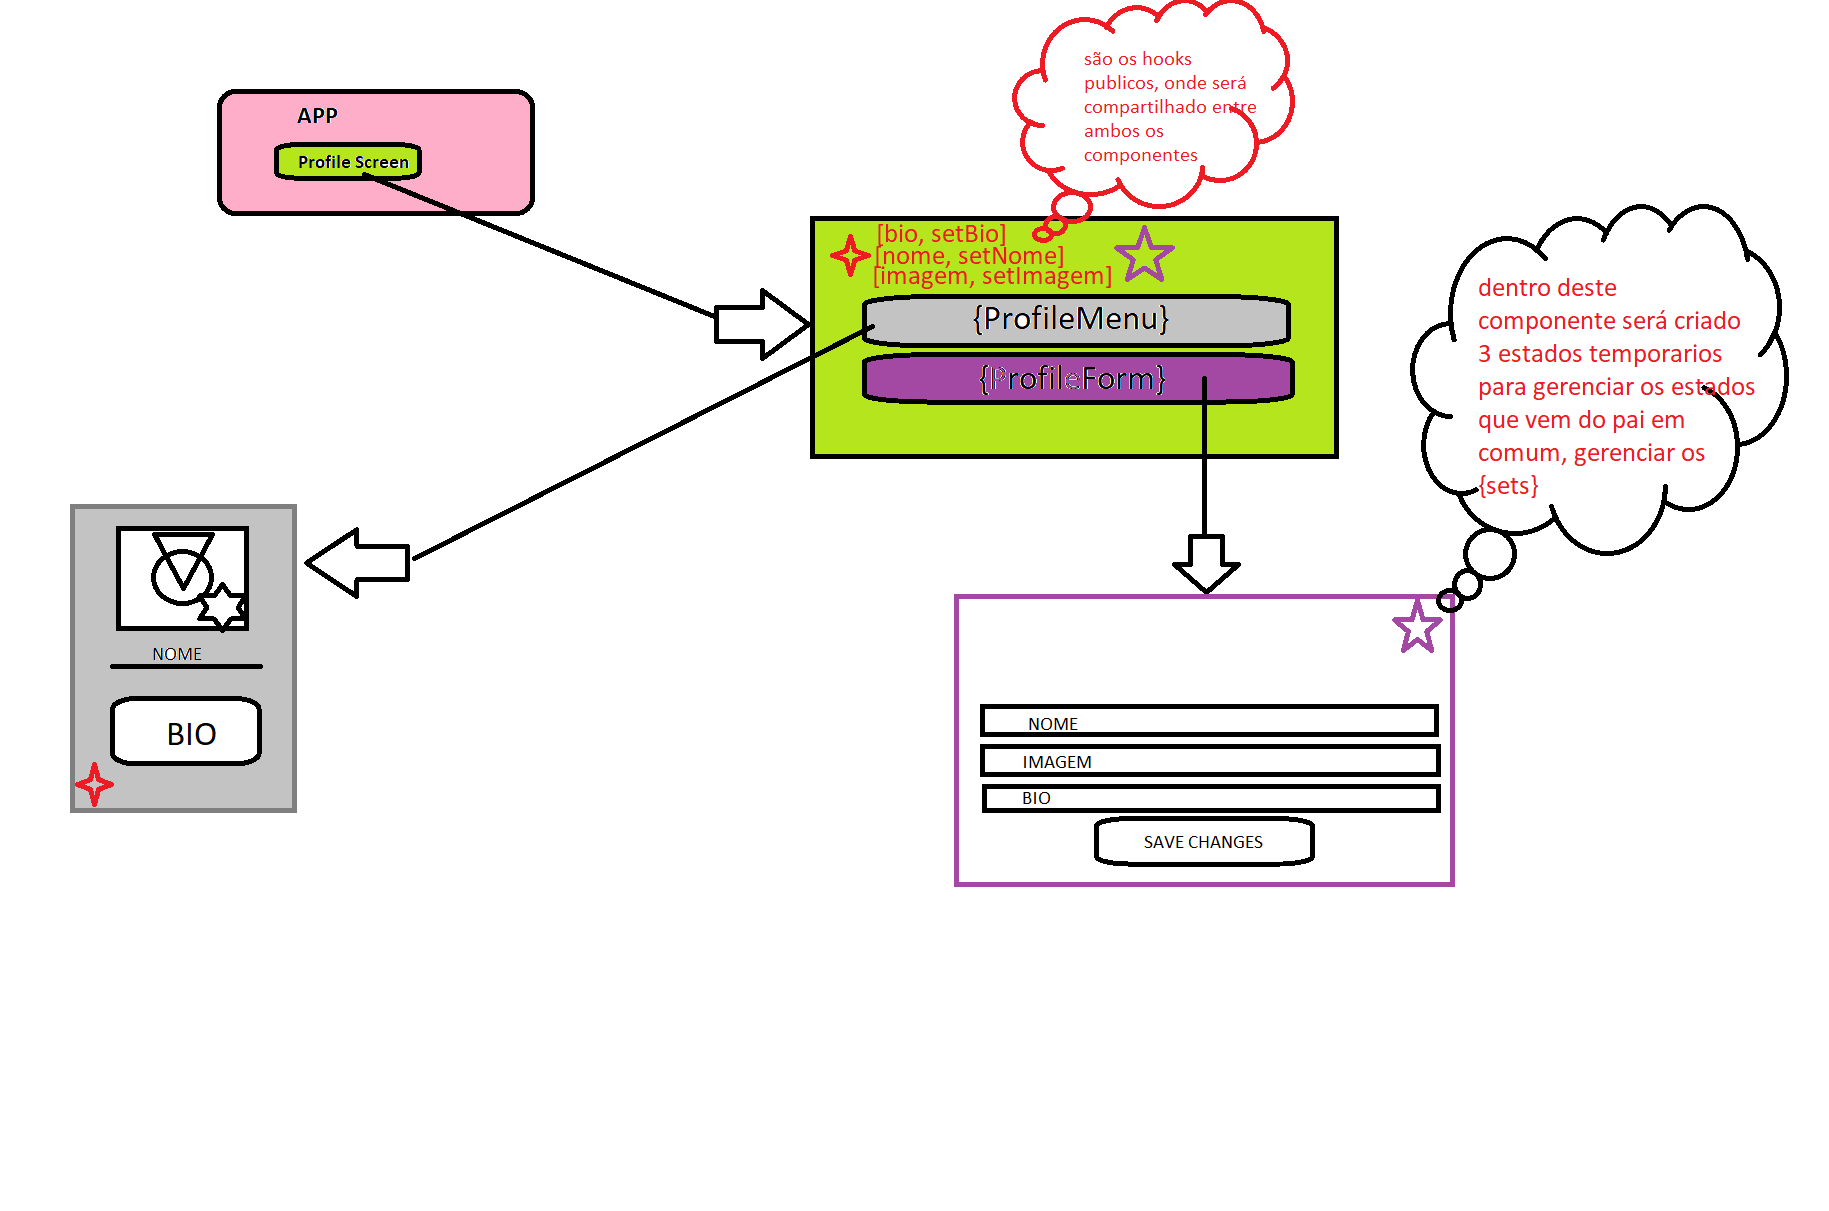 APP
Profile Screen
são os hooks
publicos, onde será
compartilhado entre
ambos os
componentes
[bio, setBio]
[nome, setNome]
[imagem, setImagem]
{ProfileMenu}
{ProfileForm}
dentro deste
componente será criado
3 estados temporarios
para gerenciar os estados
que vem do pai em
comum, gerenciar os
{sets}
NOME
BIO
NOME
IMAGEM
BIO
SAVE CHANGES